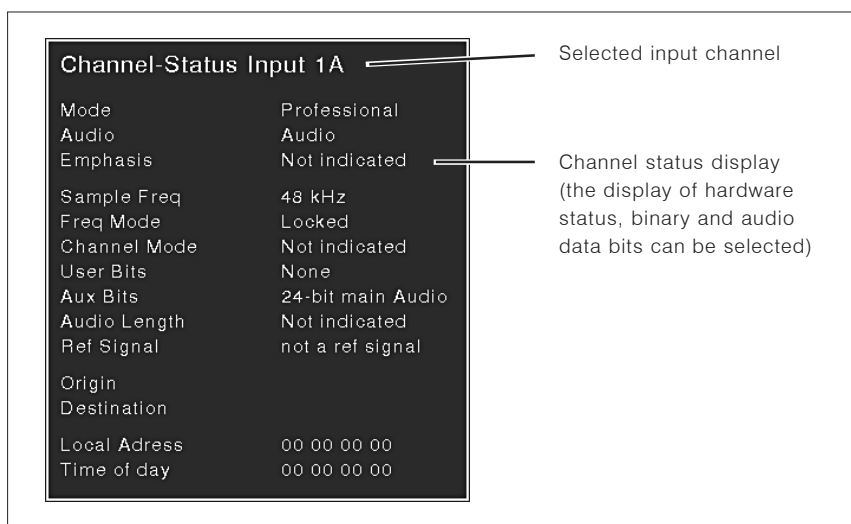 Channel-Status Input 1A
Selected input channel
Mode Professional
Audio Audio
Emphasis Not indicated
Channel status display
(the display of hardware
status, binary and audio
data bits can be selected)
Sample Freq 48 kHz
Freq Mode Locked
Channel Mode Not indicated
User Bits None
Aux Bits 24-bit main Audio
Audio Length Not indicated
Ref Signal not a ref signal
Origin
Destination
Local Adress 00 00 00 00
Time of day 00 00 00 00